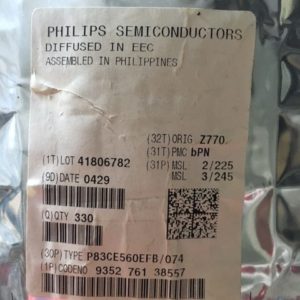 PHILIPS SEMICONDUCTORS
DIFFUSED IN EEC
ASSEMBLED IN PHILIPPINES
(32T) ORIG Z770
(31T) PMC bPN
(1T) LOT 41806782
(31P) MSL 2/225
(9D) DATE 0429
MSL 3/245
(Q) QTY 330
(30P) TYPE P83CE560EFB/074
(1P) CODENO 9352 761 38557